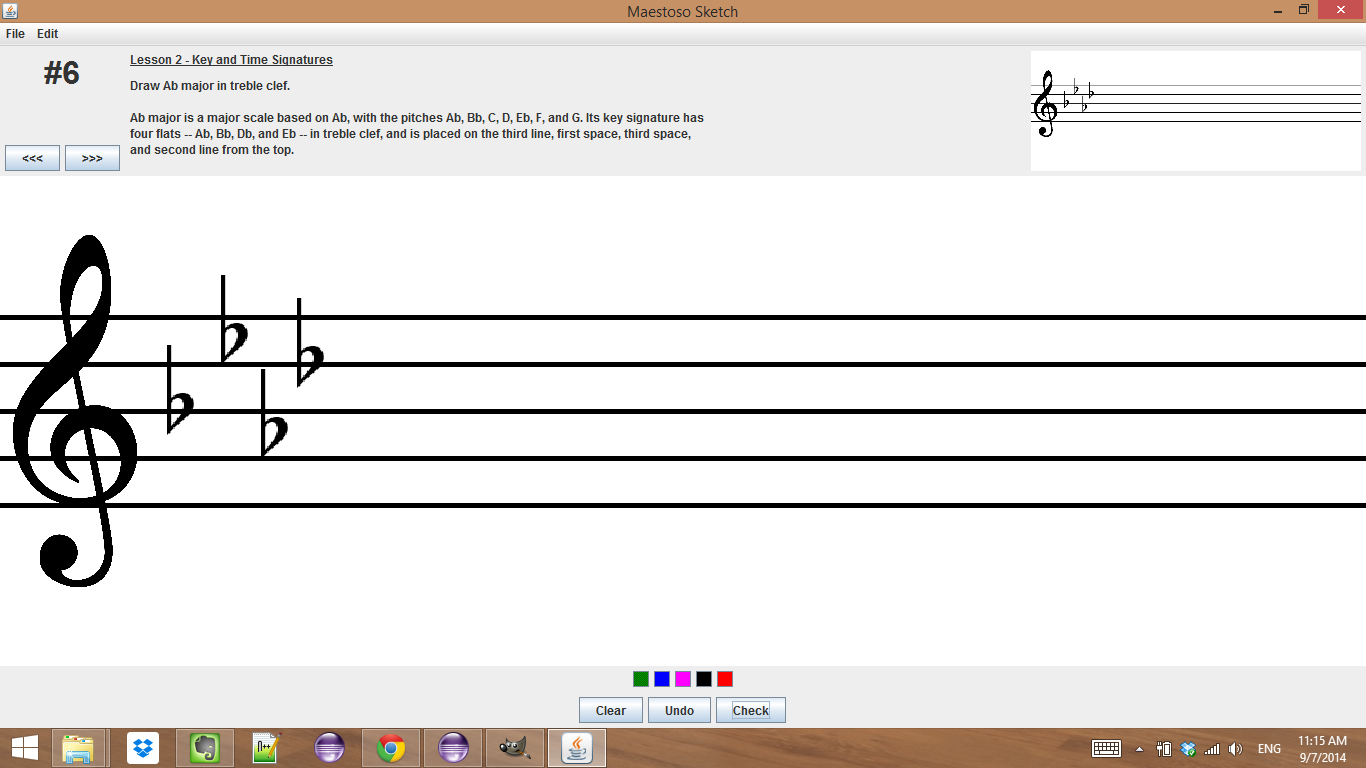 Maestoso Sketch
File Edit
#6
Lesson 2 - Key and Time Signatures
Draw Ab major in treble clef.
Ab major is a major scale based on Ab, with the pitches Ab, Bb, C, D, Eb, F, and G. Its key signature has
four flats -- Ab, Bb, Db, and Eb -- in treble clef, and is placed on the third line, first space, third space,
and second line from the top.
<<< >>>
Clear Undo Check
ENG
11:15 AM
9/7/2014